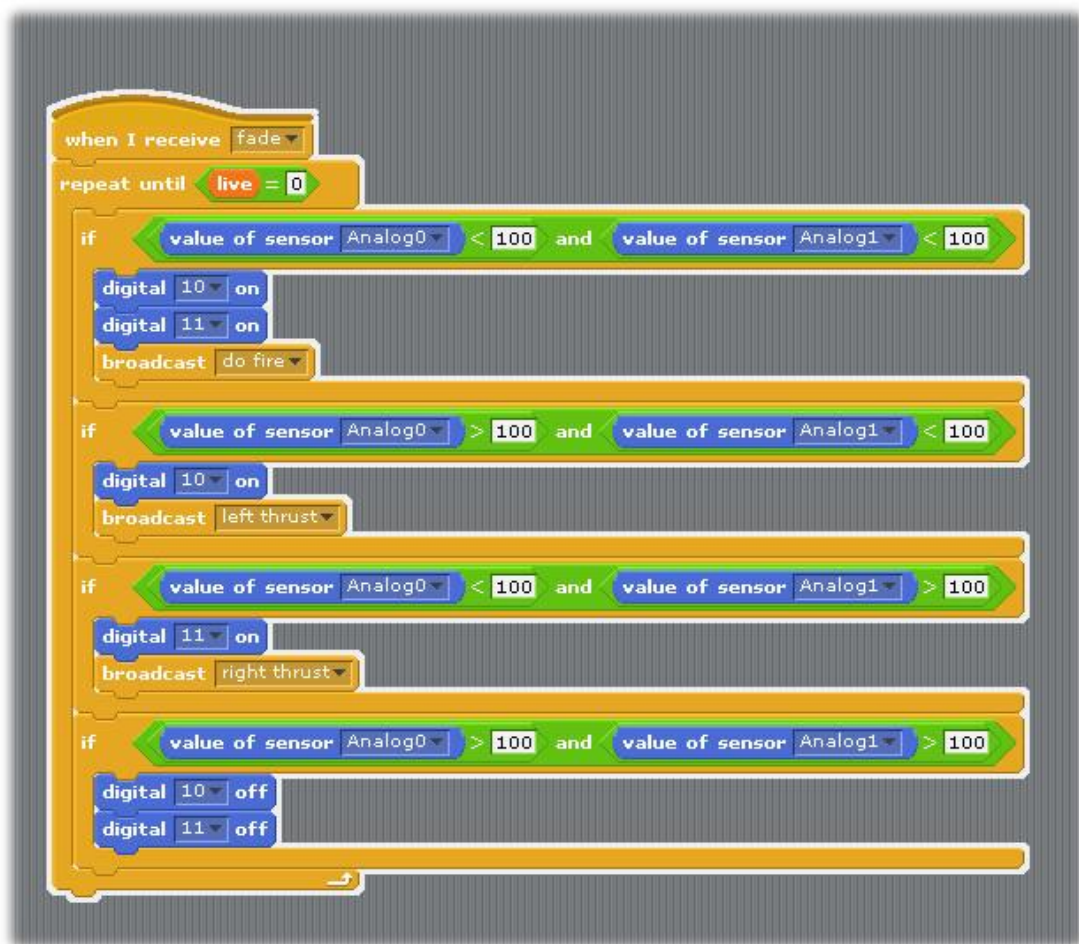 when I receive fade
repeat until live = 0
if value of sensor Analog0 < 100 and value of sensor Analog1 < 100
digital 10 on
digital 11 on
broadcast do fire
if value of sensor Analog0 > 100 and value of sensor Analog1 < 100
digital 10 on
broadcast left thrust
if value of sensor Analog0 < 100 and value of sensor Analog1 > 100
digital 11 on
broadcast right thrust
if value of sensor Analog0 > 100 and value of sensor Analog1 > 100
digital 10 off
digital 11 off